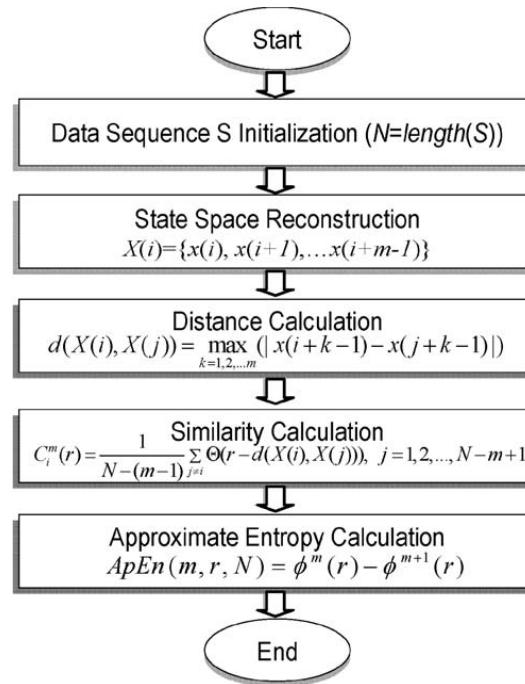 Start
Data Sequence S Initialization (N=length(S))
State Space Reconstruction
X(i)={x(i), x(i+1),…x(i+m-1)}
Distance Calculation
d(X(i), X(j)) = max (| x(i+k−1) − x(j+k−1) |)
k=1,2,...m
Similarity Calculation
C_i^m(r) = 1/(N−(m−1)) ∑_{j≠i} Θ(r−d(X(i), X(j))), j=1,2,...,N−m+1
Approximate Entropy Calculation
ApEn(m, r, N) = ϕ^m(r) − ϕ^{m+1}(r)
End